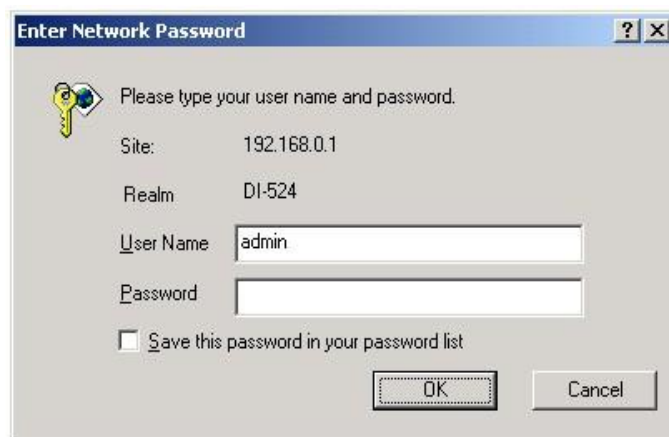 Enter Network Password
Please type your user name and password.
Site: 192.168.0.1
Realm DI-524
User Name admin
Password
Save this password in your password list
OK Cancel